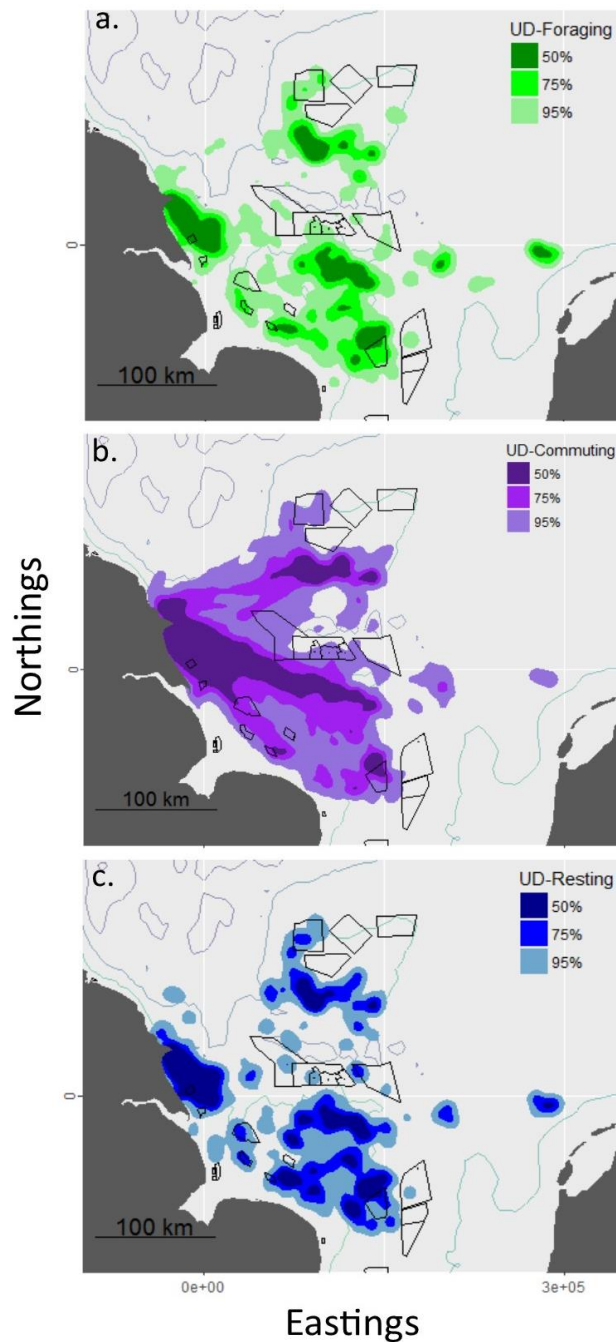 a.
UD-Foraging
50%
75%
95%
0
100 km
b.
UD-Commuting
50%
75%
95%
0
100 km
Northings
c.
UD-Resting
50%
75%
95%
0
100 km
0e+00
3e+05
Eastings